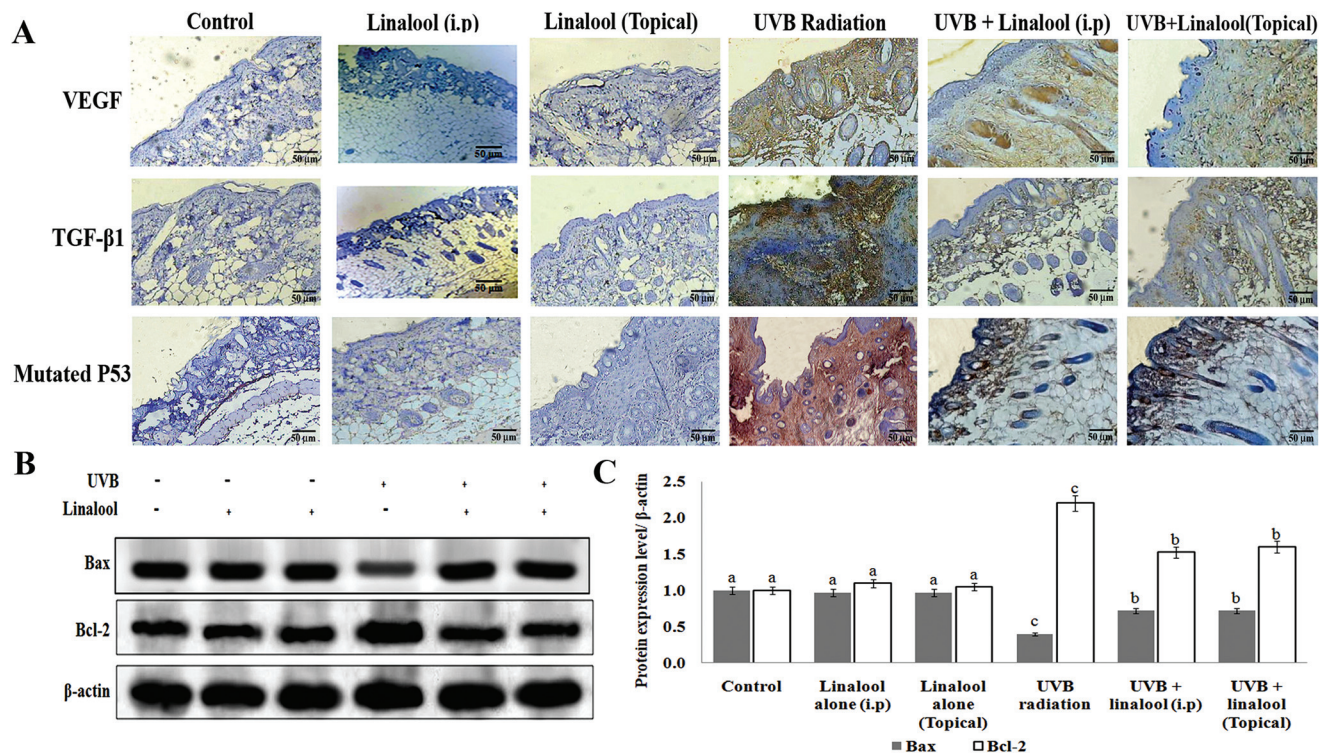 A
Control
Linalool (i.p)
Linalool (Topical)
UVB Radiation
UVB + Linalool (i.p)
UVB+Linalool(Topical)
VEGF
50 µm
50 µm
50 µm
50 µm
50 µm
50 µm
TGF-β1
50 µm
50 µm
50 µm
50 µm
50 µm
50 µm
Mutated P53
50 µm
50 µm
50 µm
50 µm
50 µm
50 µm
B
UVB - - - + + +
Linalool - + + - + +
Bax
Bcl-2
β-actin
C
Protein expression level/ β-actin
2.5
2.0
1.5
1.0
0.5
0.0
a a
a a
a a
c c
b b
b b
Control
Linalool
alone (i.p)
Linalool
alone
(Topical)
UVB
radiation
UVB +
linalool (i.p)
UVB +
linalool
(Topical)
Bax Bcl-2